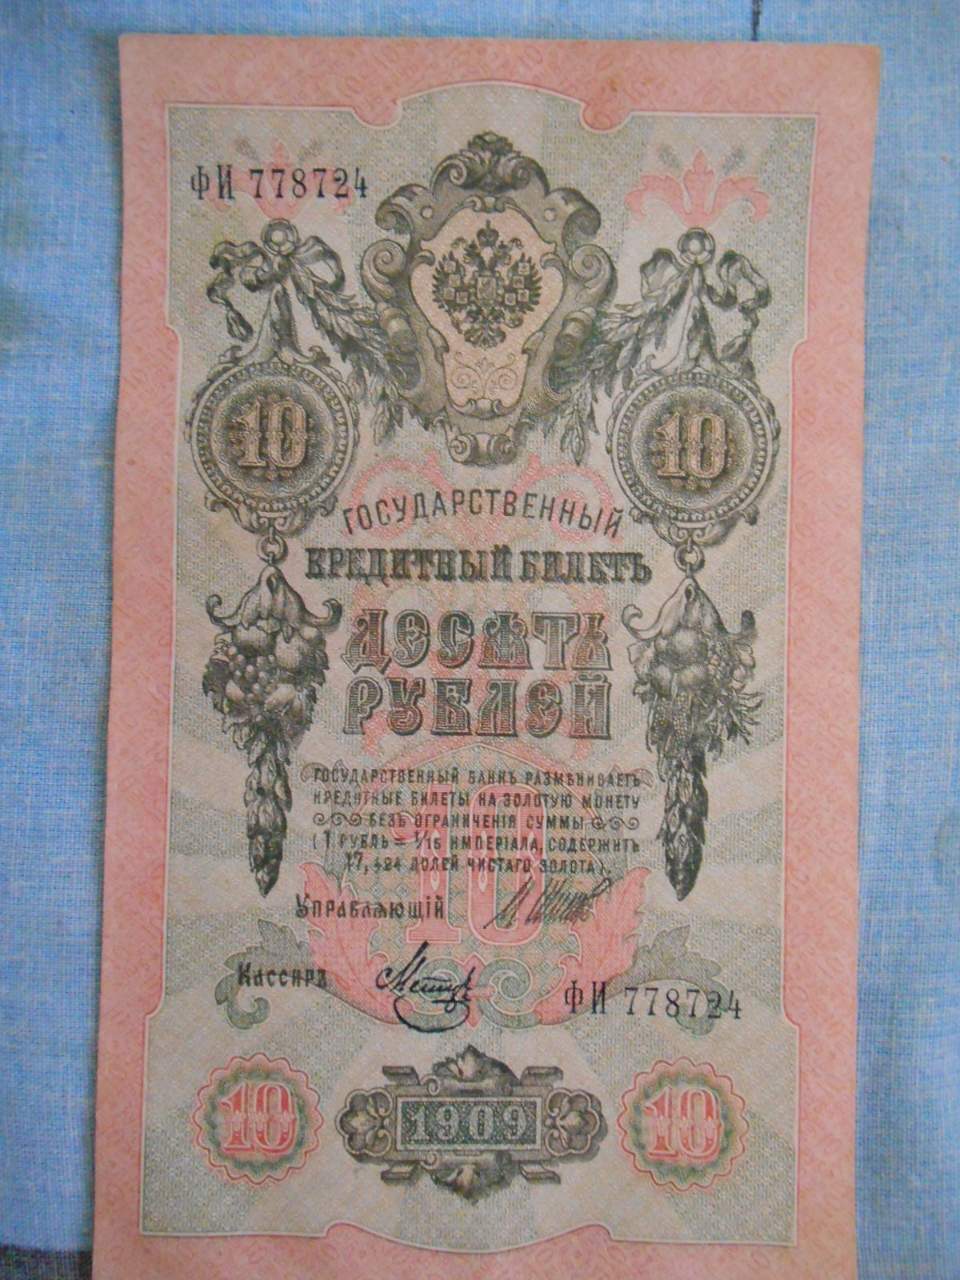 ФИ 778724
10 10
ГОСУДАРСТВЕННЫЙ
КРЕДИТНЫЙ БИЛЕТЪ
ДЕСЯТЬ
РУБЛЕЙ
ГОСУДАРСТВЕННЫЙ БАНКЪ РАЗМѢНИВАЕТЪ
КРЕДИТНЫЕ БИЛЕТЫ НА ЗОЛОТУЮ МОНЕТУ
БЕЗЪ ОГРАНИЧЕНІЯ СУММЫ
(1 РУБЛЬ = 1/15 ИМПЕРІАЛА, СОДЕРЖИТЪ
17,424 ДОЛЕЙ ЧИСТАГО ЗОЛОТА).
10
УПРАВЛЯЮЩІЙ
КАССИРЪ
ФИ 778724
10 1909 10